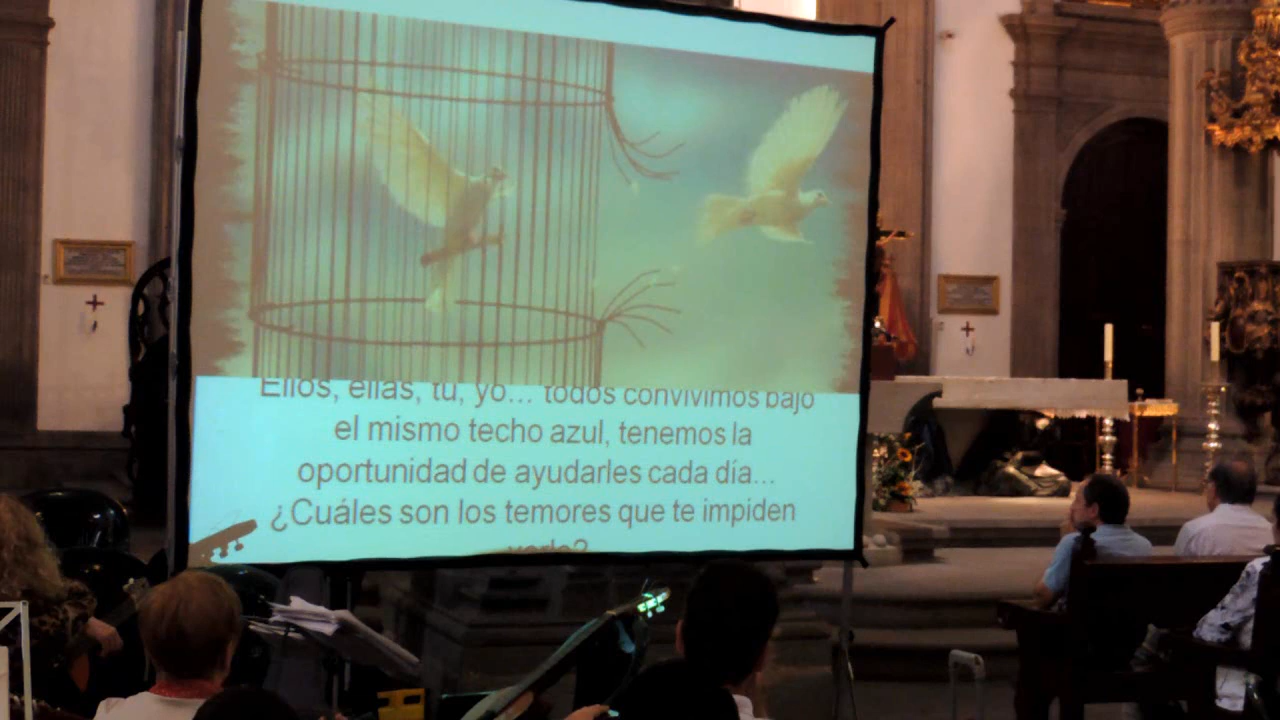 Ellos, ellas, tú, yo... todos convivimos bajo
el mismo techo azul, tenemos la
oportunidad de ayudarles cada día...
¿Cuáles son los temores que te impiden
verlo?